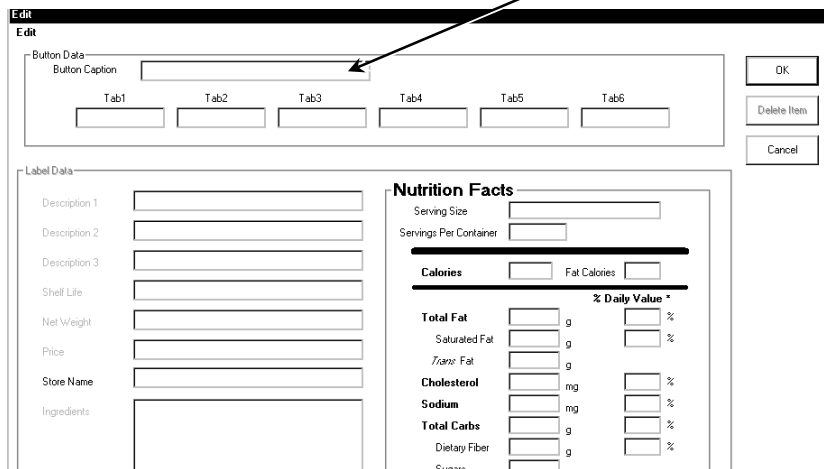 Edit
Edit
Button Data
Button Caption
Tab1 Tab2 Tab3 Tab4 Tab5 Tab6
OK
Delete Item
Cancel
Label Data
Description 1
Description 2
Description 3
Shelf Life
Net Weight
Price
Store Name
Ingredients
Nutrition Facts
Serving Size
Servings Per Container
Calories Fat Calories
% Daily Value *
Total Fat g %
Saturated Fat g %
Trans Fat g
Cholesterol mg %
Sodium mg %
Total Carbs g %
Dietary Fiber g %
Sugars